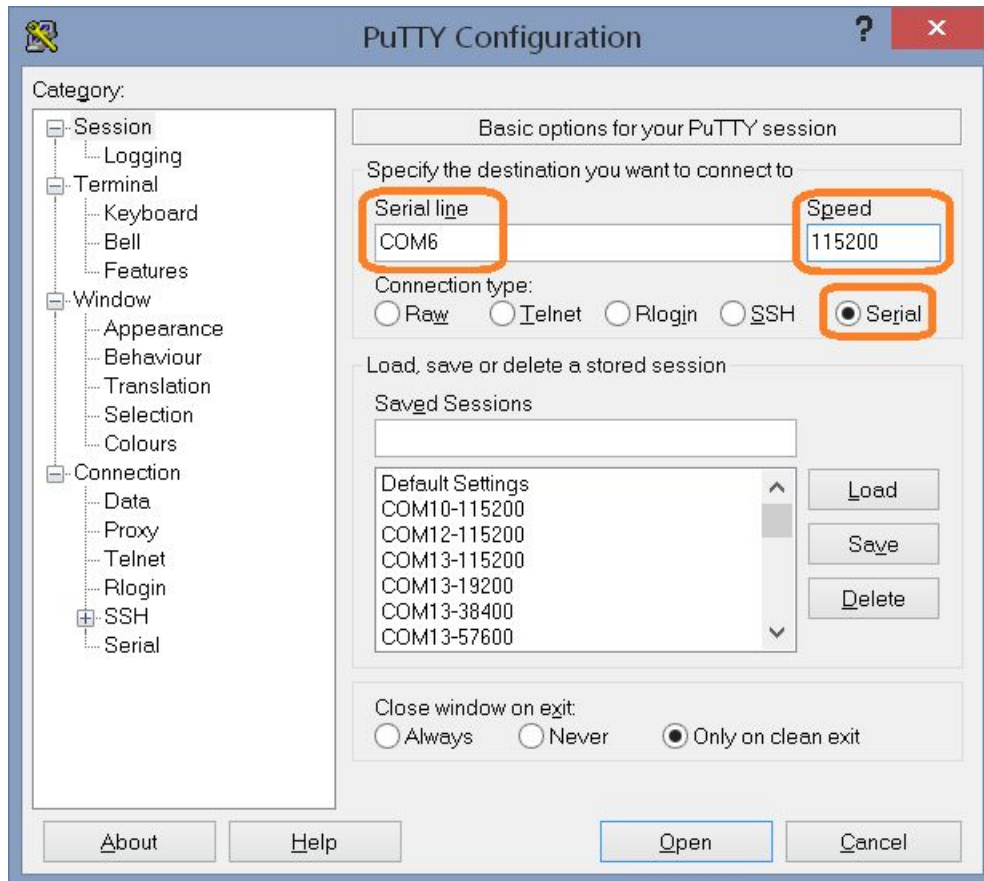 PuTTY Configuration
?
×
Category:
Session
Logging
Terminal
Keyboard
Bell
Features
Window
Appearance
Behaviour
Translation
Selection
Colours
Connection
Data
Proxy
Telnet
Rlogin
SSH
Serial
Basic options for your PuTTY session
Specify the destination you want to connect to
Serial line
Speed
COM6
115200
Connection type:
Raw Telnet Rlogin SSH Serial
Load, save or delete a stored session
Saved Sessions
Default Settings
COM10-115200
COM12-115200
COM13-115200
COM13-19200
COM13-38400
COM13-57600
Load
Save
Delete
Close window on exit:
Always Never Only on clean exit
About Help Open Cancel